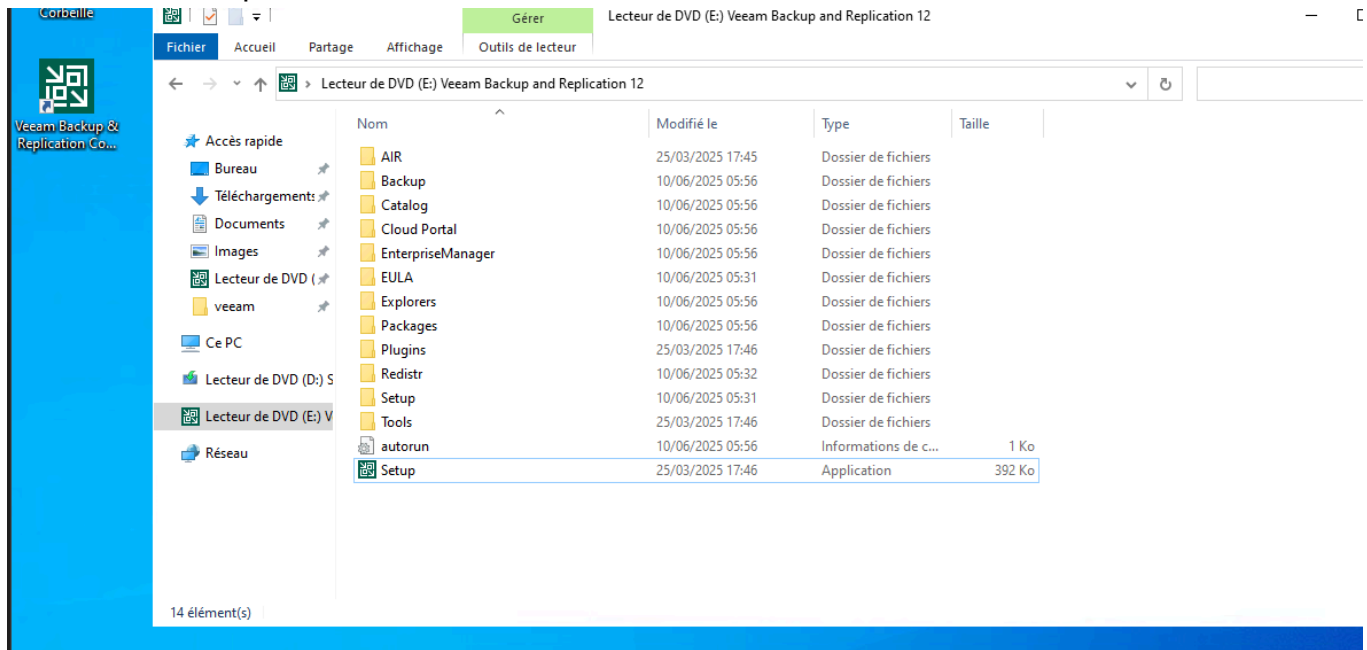 Corbeille
Veeam Backup &
Replication Co...
Gérer
Lecteur de DVD (E:) Veeam Backup and Replication 12
Fichier Accueil Partage Affichage Outils de lecteur
Lecteur de DVD (E:) Veeam Backup and Replication 12
Accès rapide
Bureau
Téléchargements
Documents
Images
Lecteur de DVD (
veeam
Ce PC
Lecteur de DVD (D:) S
Lecteur de DVD (E:) V
Réseau
Nom Modifié le Type Taille
AIR 25/03/2025 17:45 Dossier de fichiers
Backup 10/06/2025 05:56 Dossier de fichiers
Catalog 10/06/2025 05:56 Dossier de fichiers
Cloud Portal 10/06/2025 05:56 Dossier de fichiers
EnterpriseManager 10/06/2025 05:56 Dossier de fichiers
EULA 10/06/2025 05:31 Dossier de fichiers
Explorers 10/06/2025 05:56 Dossier de fichiers
Packages 10/06/2025 05:56 Dossier de fichiers
Plugins 25/03/2025 17:46 Dossier de fichiers
Redistr 10/06/2025 05:32 Dossier de fichiers
Setup 10/06/2025 05:31 Dossier de fichiers
Tools 25/03/2025 17:46 Dossier de fichiers
autorun 10/06/2025 05:56 Informations de c... 1 Ko
Setup 25/03/2025 17:46 Application 392 Ko
14 élément(s)